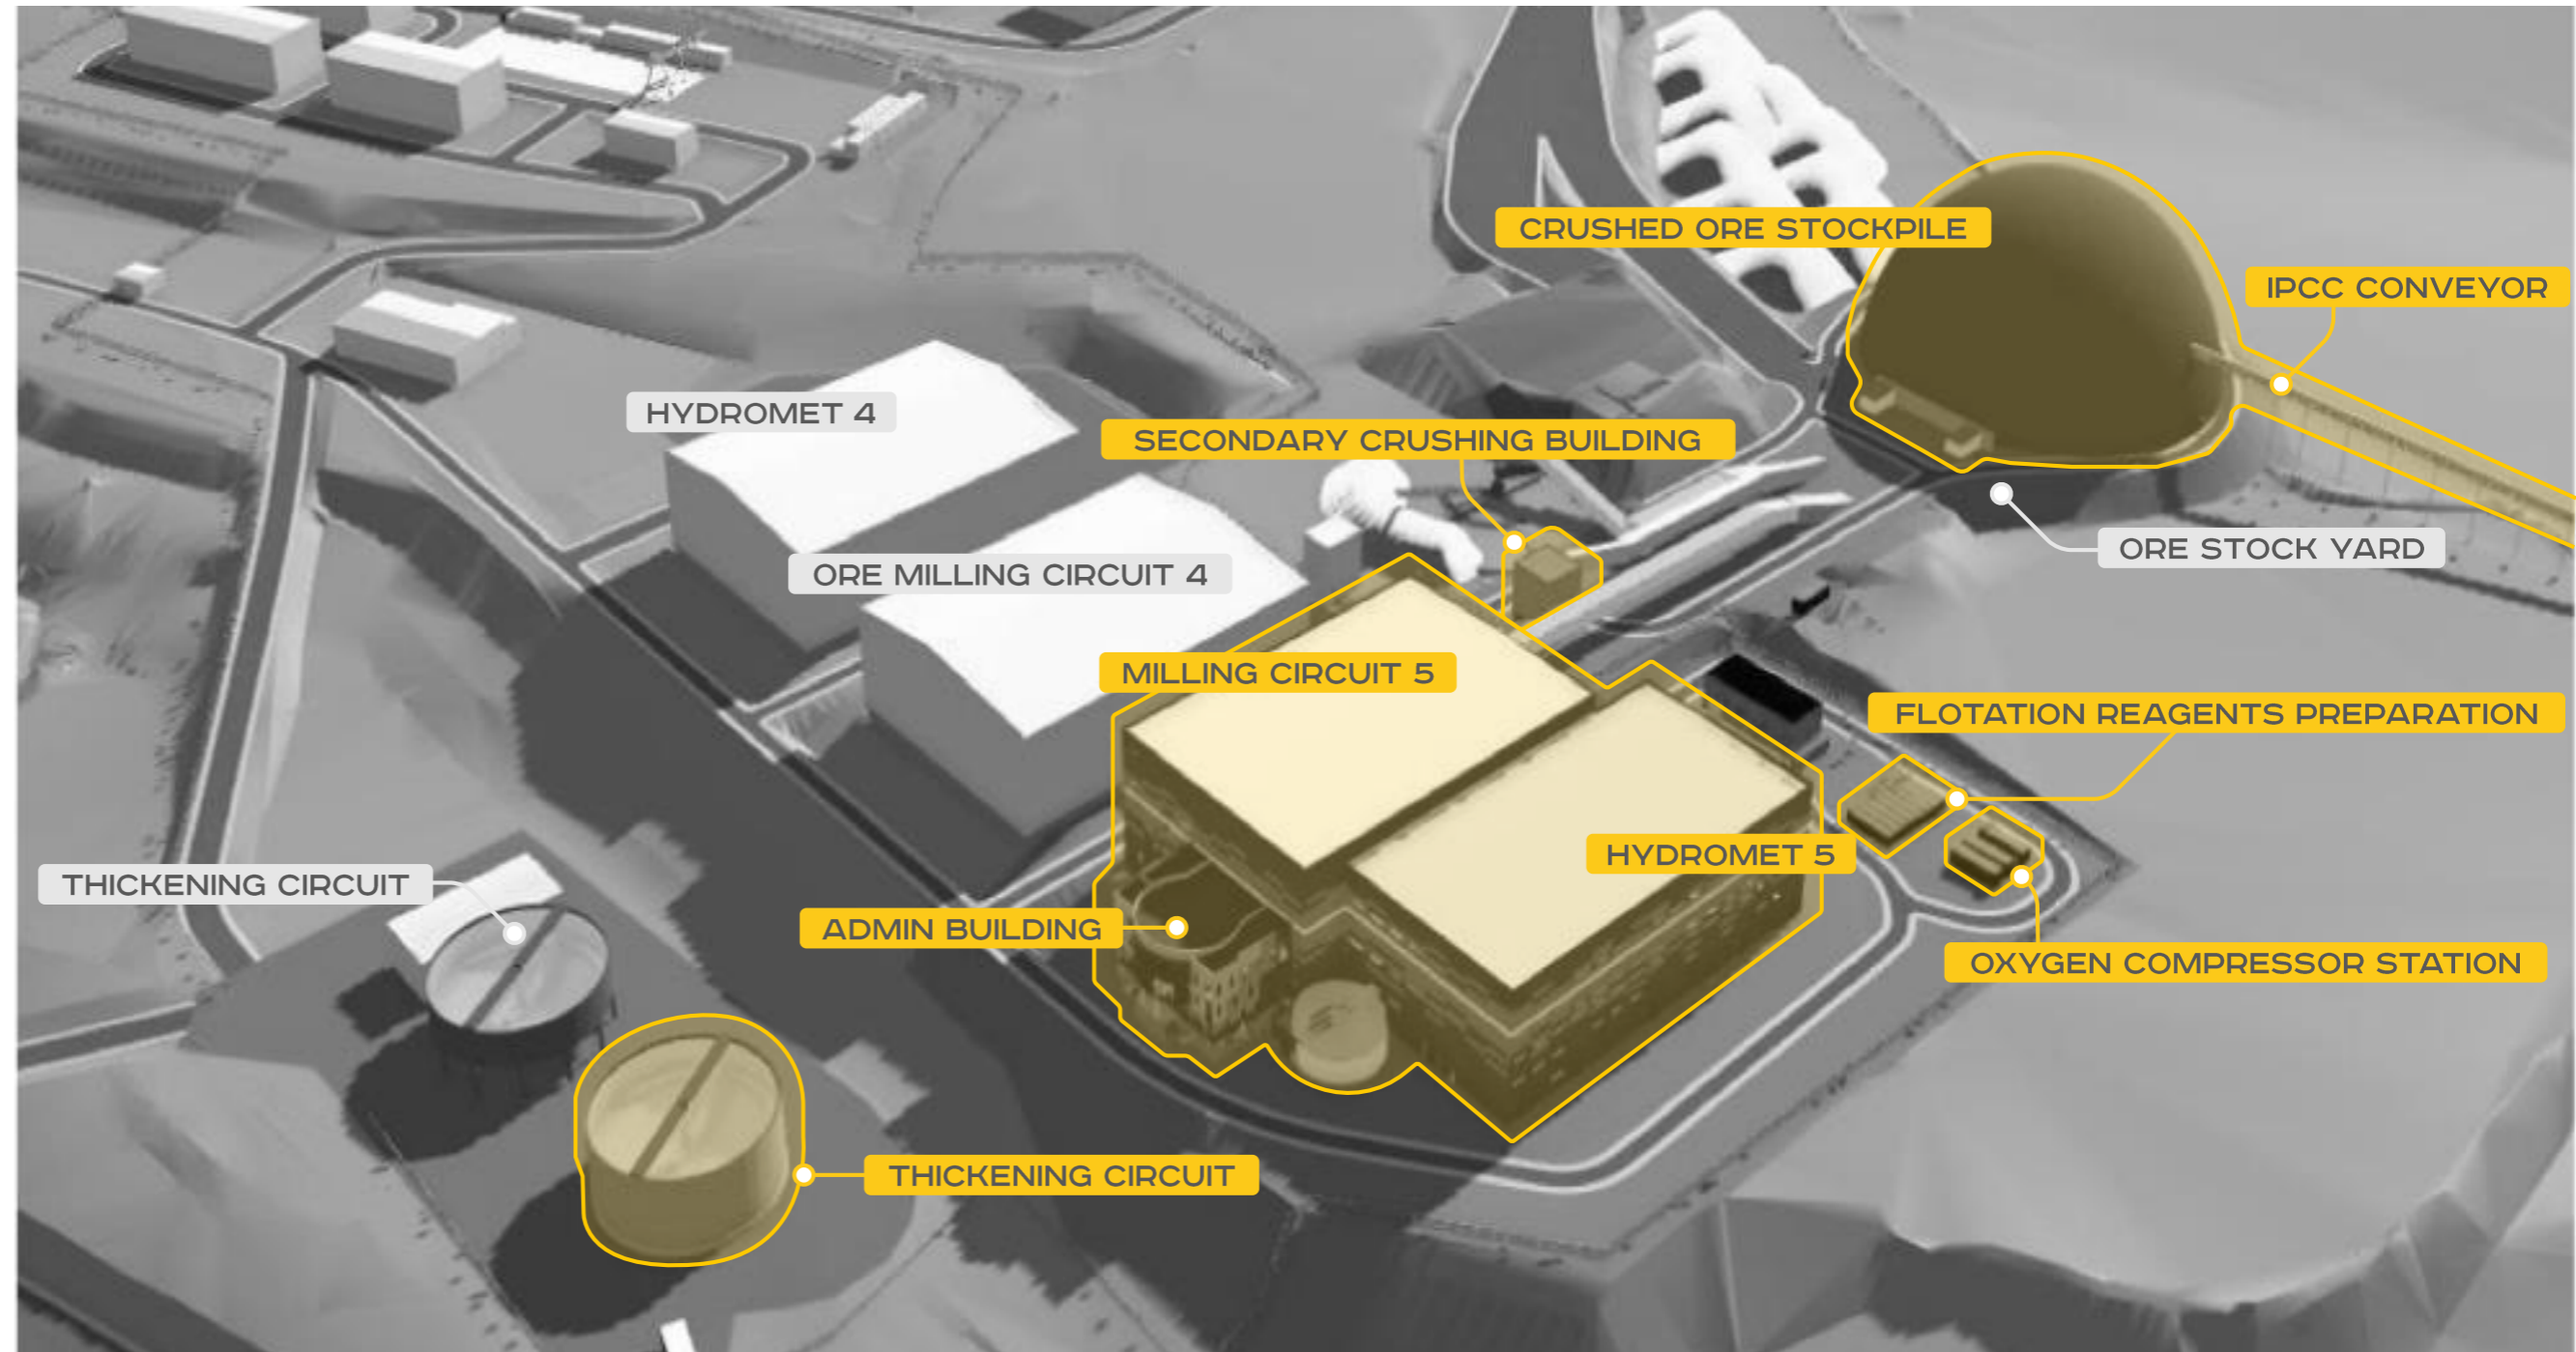 CRUSHED ORE STOCKPILE
IPCC CONVEYOR
HYDROMET 4
SECONDARY CRUSHING BUILDING
ORE STOCK YARD
ORE MILLING CIRCUIT 4
MILLING CIRCUIT 5
FLOTATION REAGENTS PREPARATION
HYDROMET 5
THICKENING CIRCUIT
ADMIN BUILDING
OXYGEN COMPRESSOR STATION
THICKENING CIRCUIT